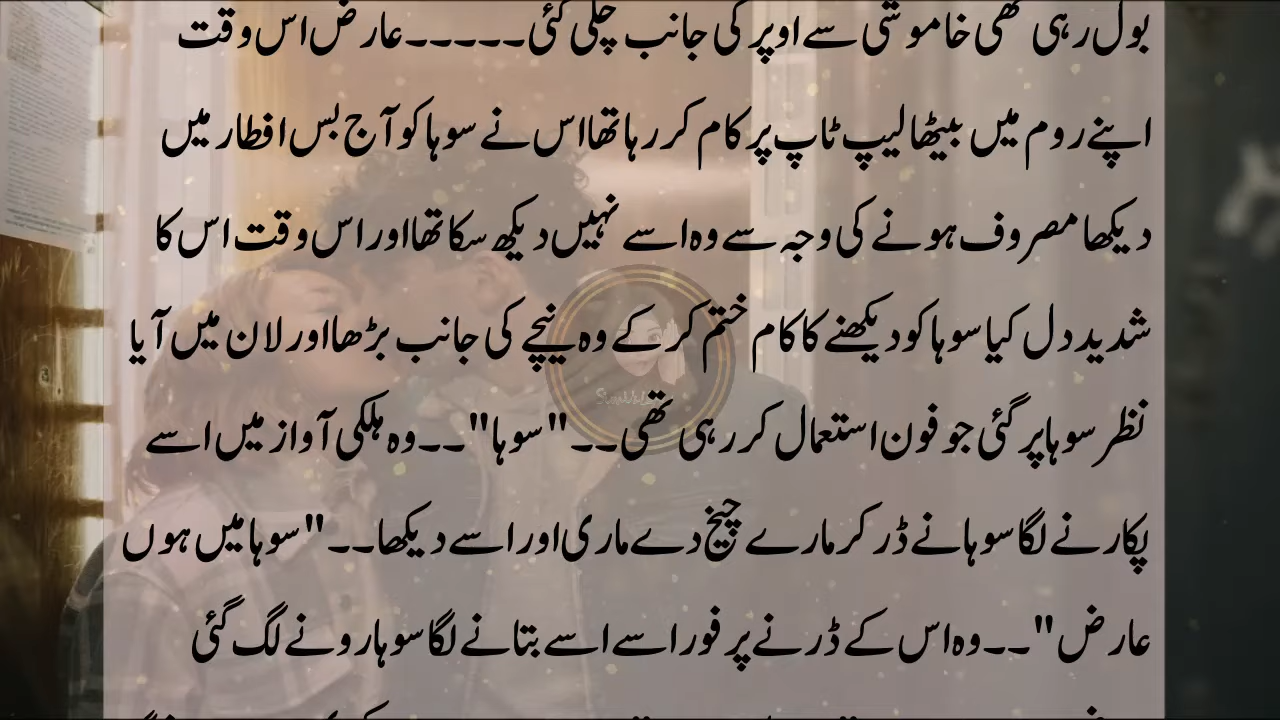 بول رہی تھی خاموشی سے اوپر کی جانب چلی گئی۔۔۔۔۔عارض اس وقت
اپنے روم میں بیٹھا لیپ ٹاپ پر کام کر رہا تھا اس نے سوہا کو آج بس افطار میں
دیکھا مصروف ہونے کی وجہ سے وہ اسے نہیں دیکھ سکا تھا اور اس وقت اس کا
شدید دل کیا سوہا کو دیکھنے کا کام ختم کر کے وہ نیچے کی جانب بڑھا اور لان میں آیا
نظر سوہا پر گئی جو فون استعمال کر رہی تھی۔۔"سوہا"۔۔وہ ہلکی آواز میں اسے
پکارنے لگا سوہا نے ڈر کر مارے چیخ دے ماری اور اسے دیکھا۔۔"سوہا میں ہوں
عارض"۔۔وہ اس کے ڈرنے پر فورا سے اسے بتانے لگا سوہا رونے لگ گئی